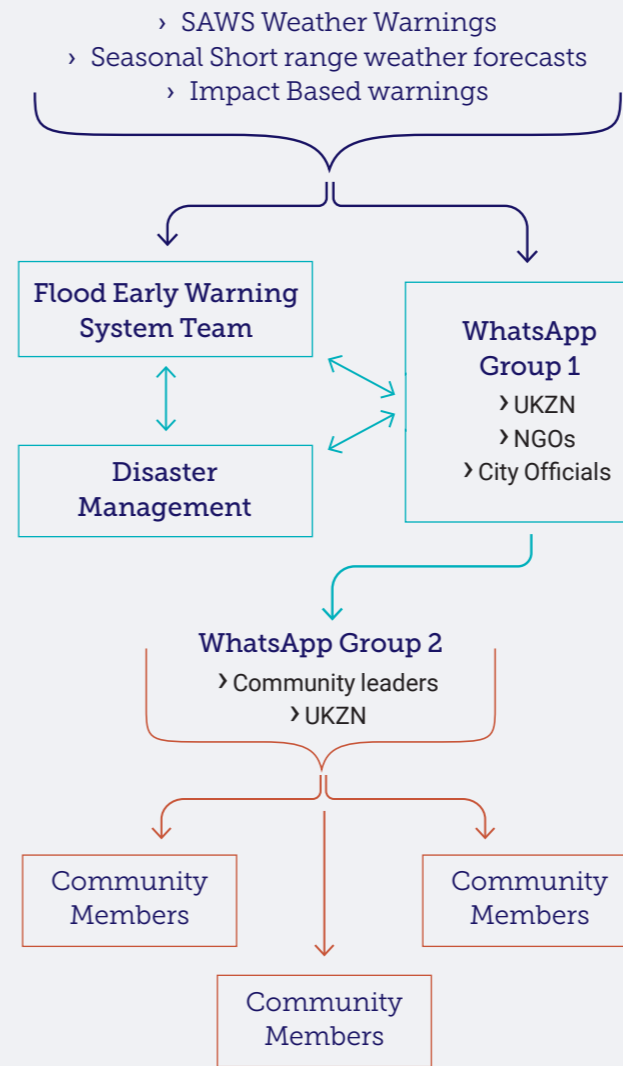 › SAWS Weather Warnings
› Seasonal Short range weather forecasts
› Impact Based warnings
Flood Early Warning
System Team
WhatsApp
Group 1
› UKZN
› NGOs
› City Officials
Disaster
Management
WhatsApp Group 2
› Community leaders
› UKZN
Community
Members
Community
Members
Community
Members